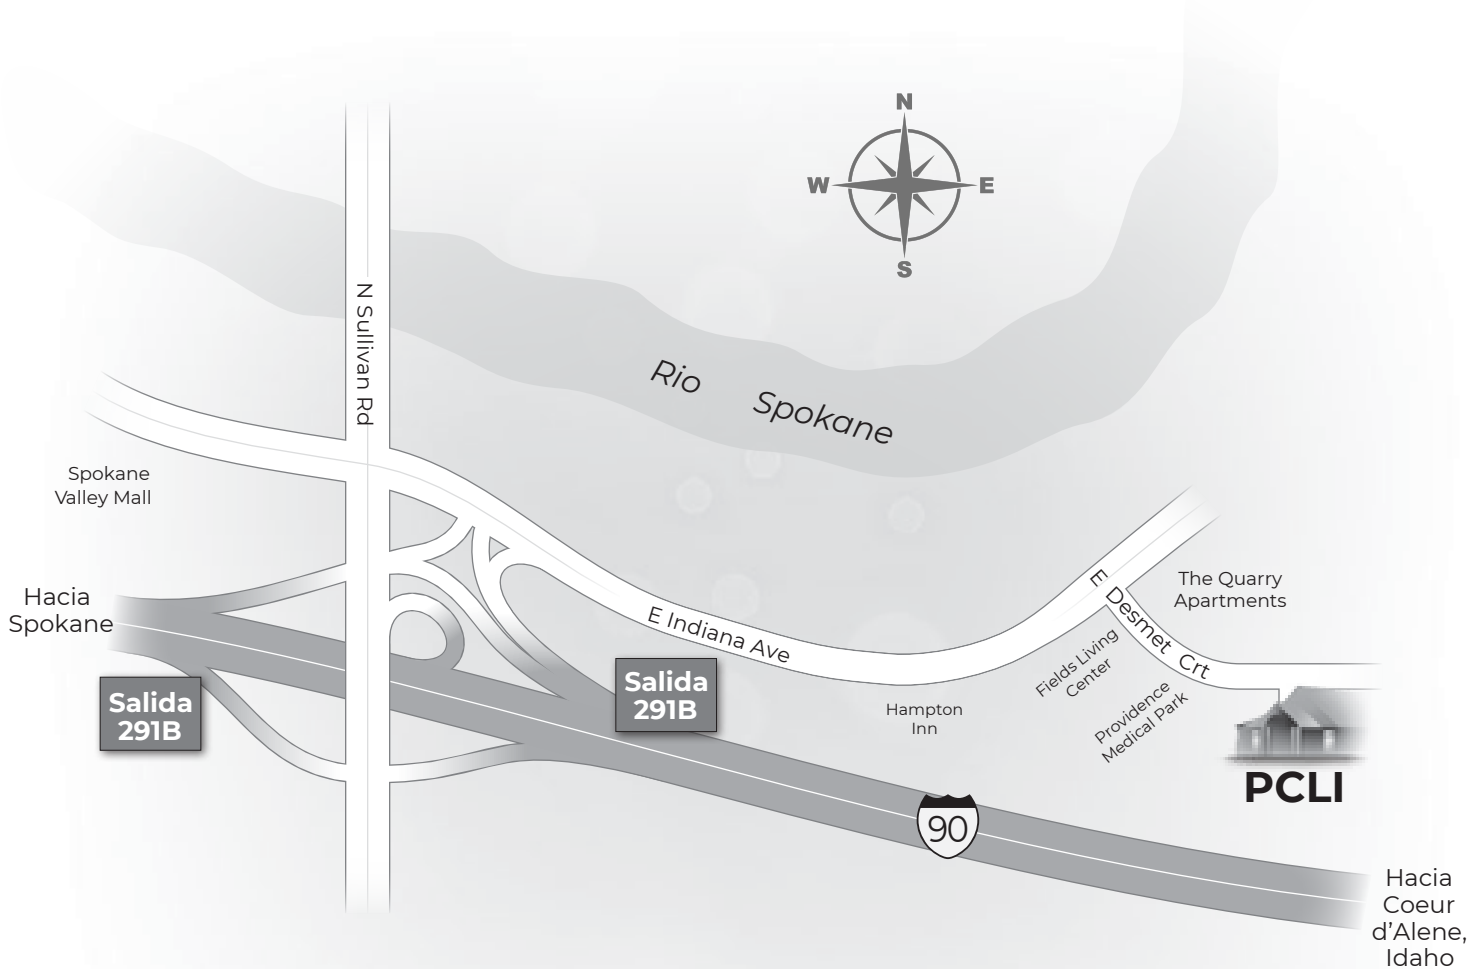 N
W
E
S
N Sullivan Rd
Rio Spokane
Spokane
Valley Mall
Hacia
Spokane
Salida
291B
Salida
291B
E Indiana Ave
E Desmet Crt
The Quarry
Apartments
Fields Living
Center
Providence
Medical Park
Hampton
Inn
PCLI
90
Hacia
Coeur
d’Alene,
Idaho